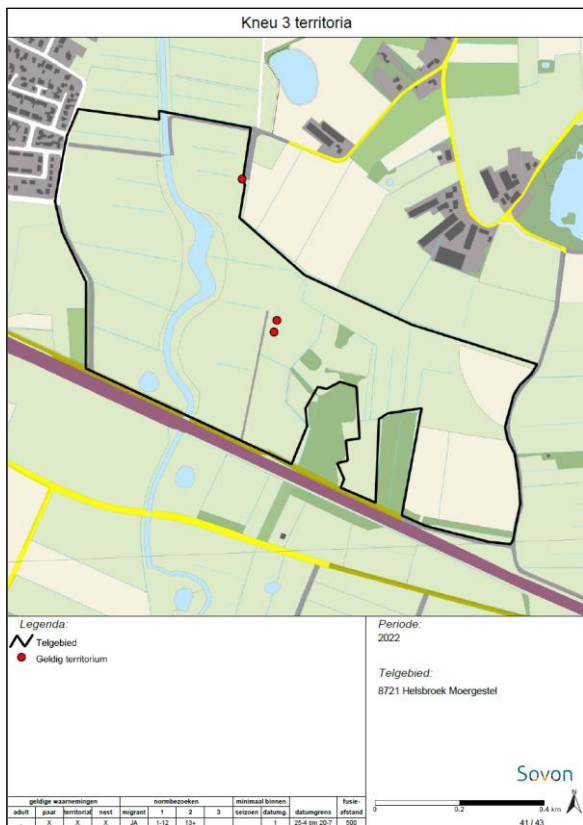 Kneu 3 territoria
Legenda:
Telgebied
Geldig territorium
Periode:
2022
Telgebied:
8721 Helsbroek Moergestel
Sovon
N
0 0.2 0.4 km
41 / 43
geldige waarnemingen normbezoeken minimaal binnen fusie-
adult paar territoriaal nest migrant 1 2 3 seizoen datumg. datumgrens afstand
- X X X JA 1-12 13+ 1 25-4 t/m 20-7 500